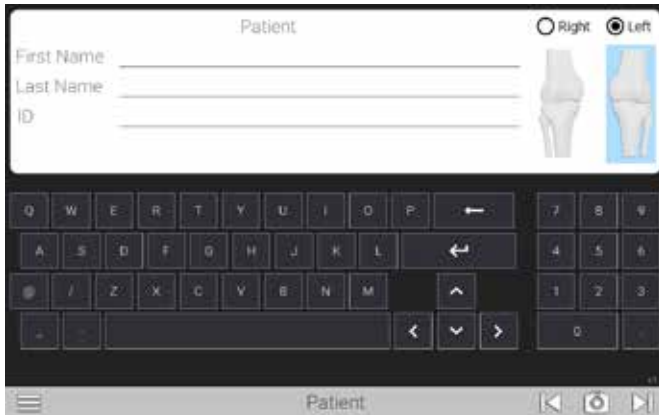 Patient
Right Left
First Name
Last Name
ID
Q W E R T Y U I O P 7 8 9
A S D F G H J K L 4 5 6
@ / Z X C V B N M 1 2 3
0
Patient